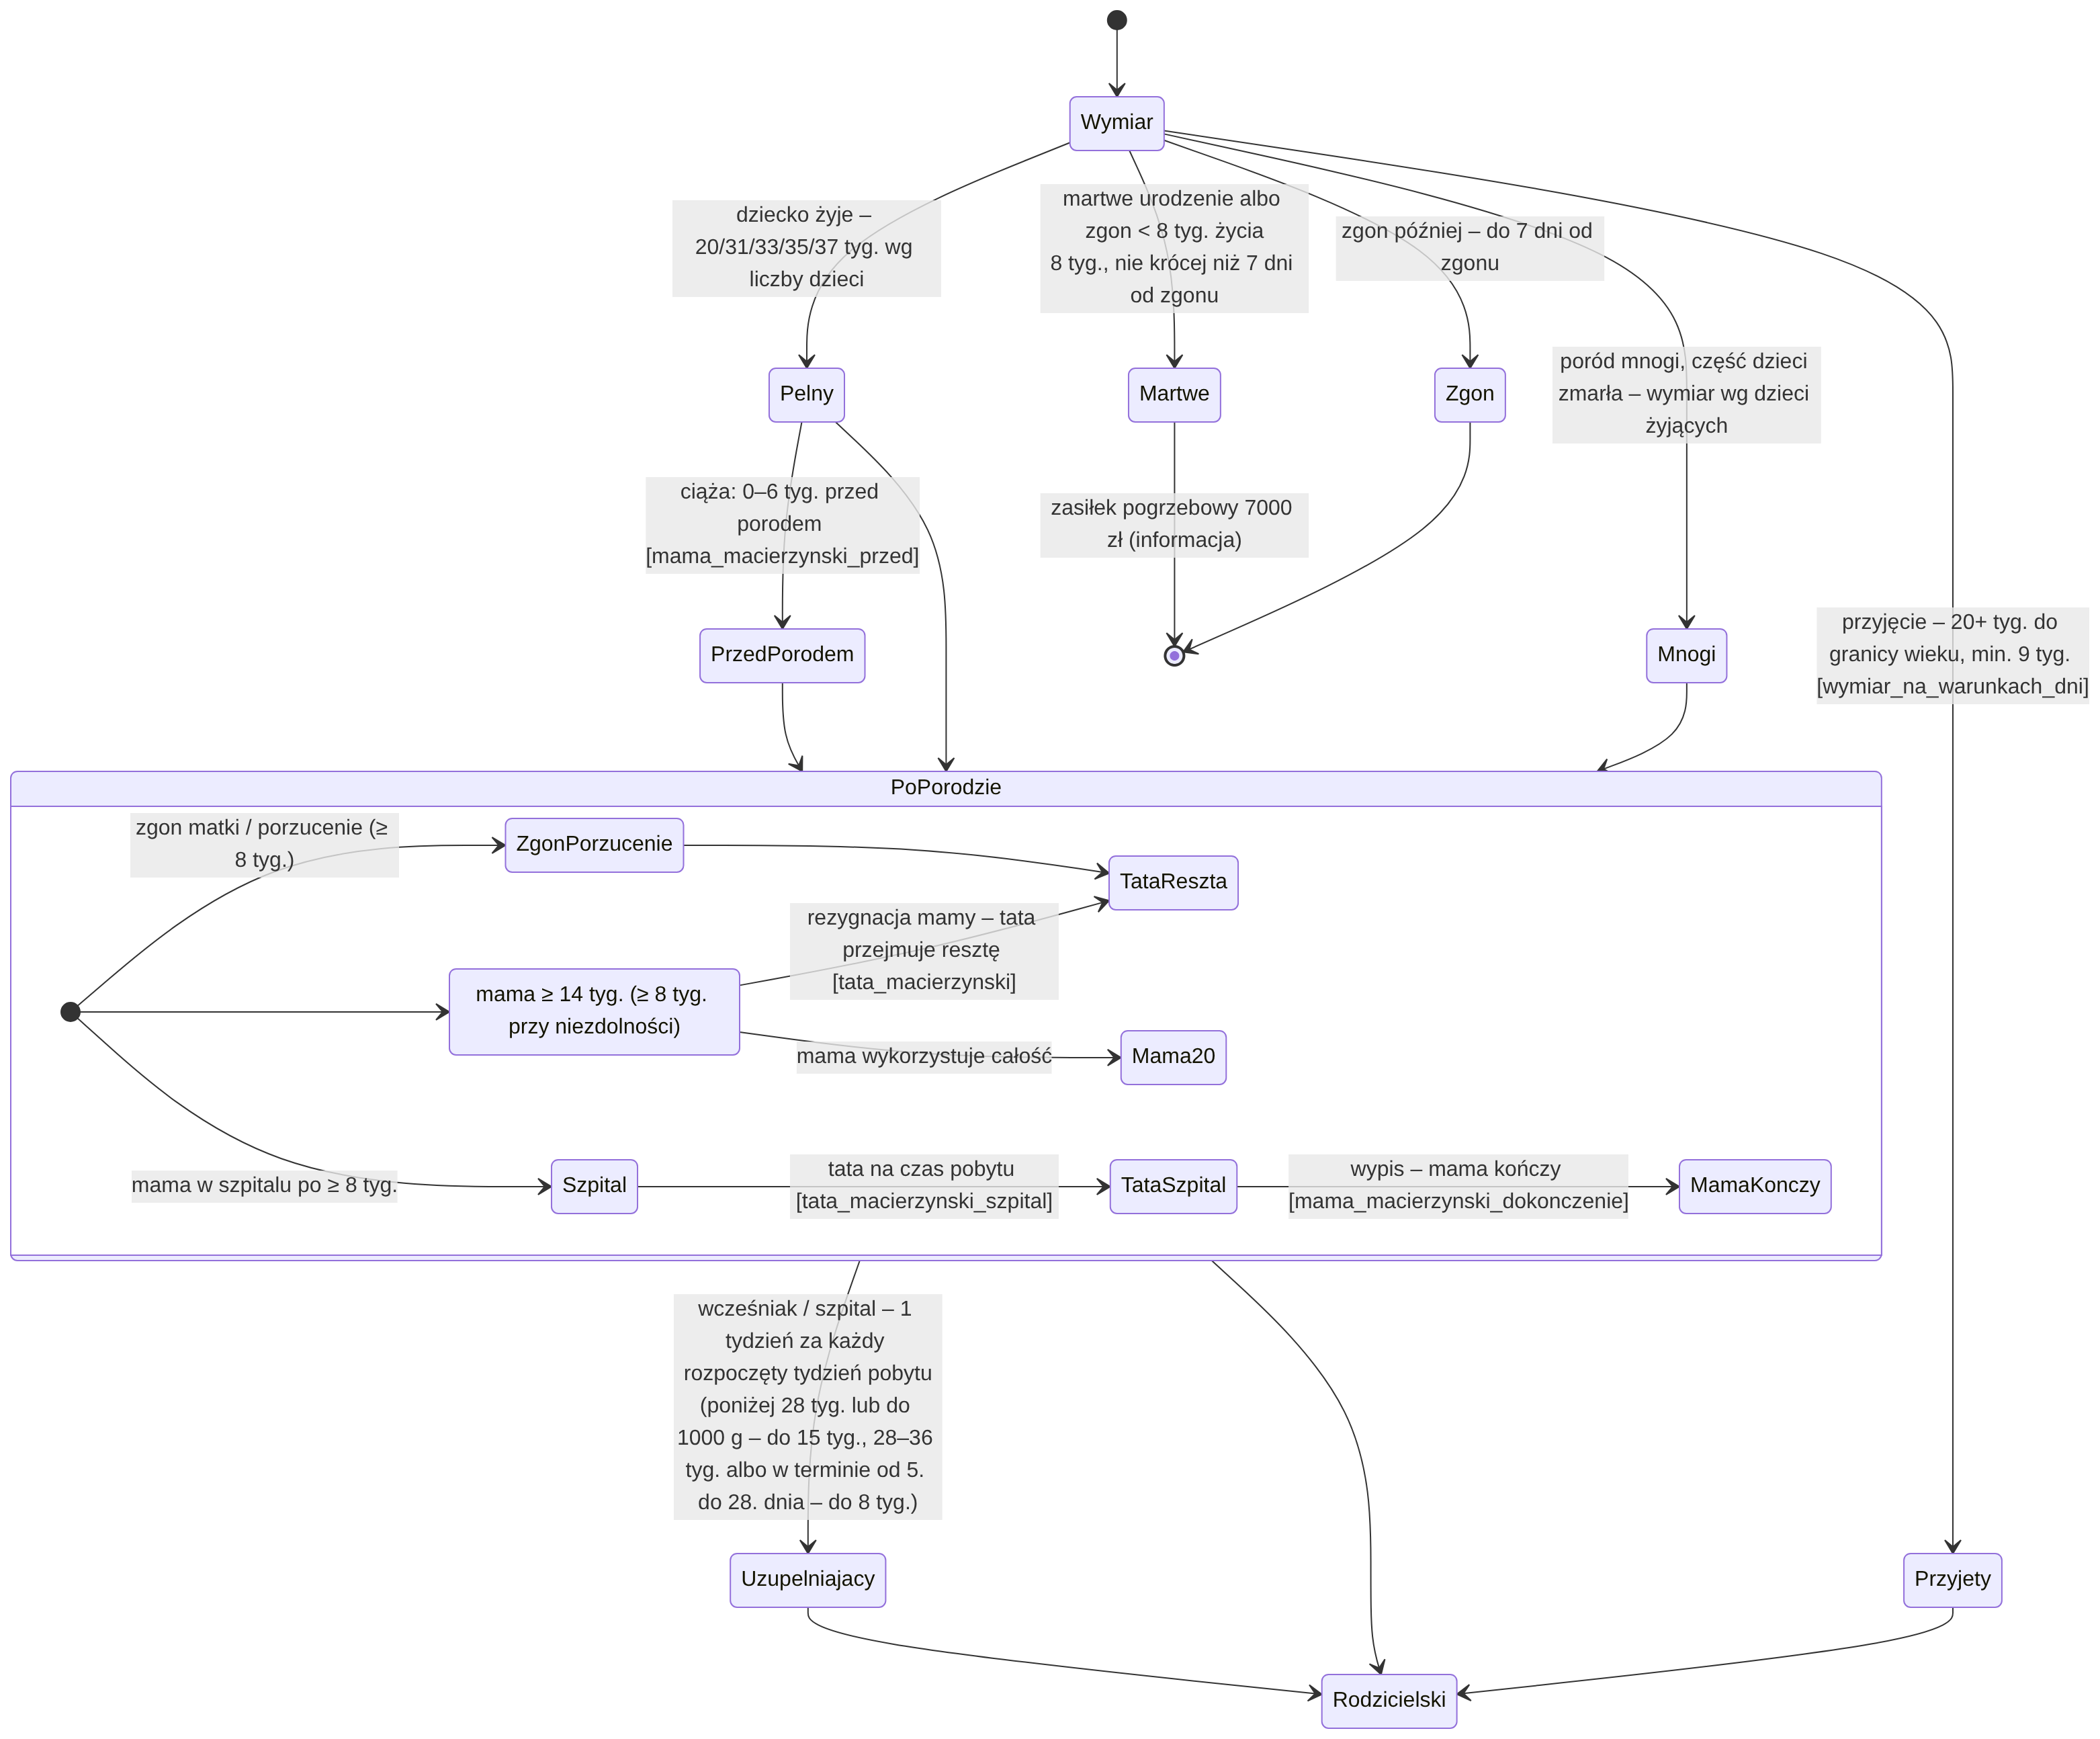 Wymiar
dziecko żyje –
20/31/33/35/37 tyg. wg
liczby dzieci
martwe urodzenie albo
zgon < 8 tyg. życia
8 tyg., nie krócej niż 7 dni
od zgonu
zgon później – do 7 dni od
zgonu
poród mnogi, część dzieci
zmarła – wymiar wg dzieci
żyjących
Pelny
Martwe
Zgon
ciąża: 0–6 tyg. przed
porodem
[mama_macierzynski_przed]
zasiłek pogrzebowy 7000
zł (informacja)
przyjęcie – 20+ tyg. do
granicy wieku, min. 9 tyg.
[wymiar_na_warunkach_dni]
PrzedPorodem
Mnogi
PoPorodzie
zgon matki / porzucenie (≥
8 tyg.)
ZgonPorzucenie
TataReszta
rezygnacja mamy – tata
przejmuje resztę
[tata_macierzynski]
mama ≥ 14 tyg. (≥ 8 tyg.
przy niezdolności)
mama wykorzystuje całość
Mama20
mama w szpitalu po ≥ 8 tyg.
Szpital
tata na czas pobytu
[tata_macierzynski_szpital]
TataSzpital
wypis – mama kończy
[mama_macierzynski_dokonczenie]
MamaKonczy
wcześniak / szpital – 1
tydzień za każdy
rozpoczęty tydzień pobytu
(poniżej 28 tyg. lub do
1000 g – do 15 tyg., 28–36
tyg. albo w terminie od 5.
do 28. dnia – do 8 tyg.)
Uzupelniajacy
Przyjety
Rodzicielski